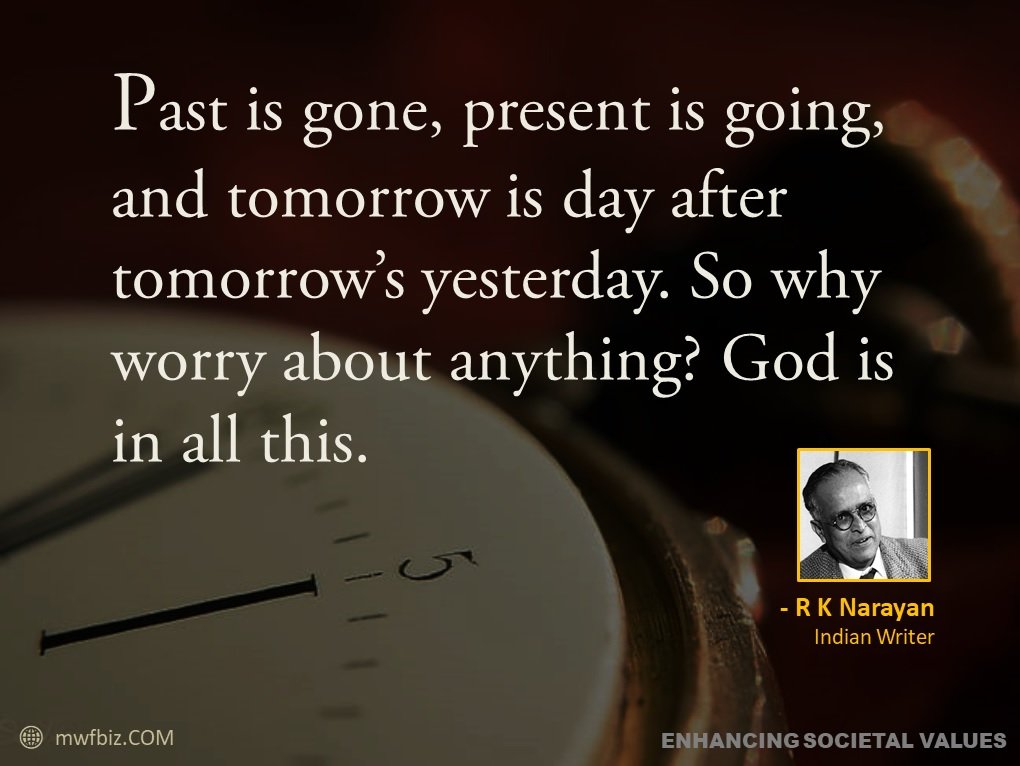 Past is gone, present is going,
and tomorrow is day after
tomorrow’s yesterday. So why
worry about anything? God is
in all this.
5
- R K Narayan
Indian Writer
mwfbiz.COM
ENHANCING SOCIETAL VALUES